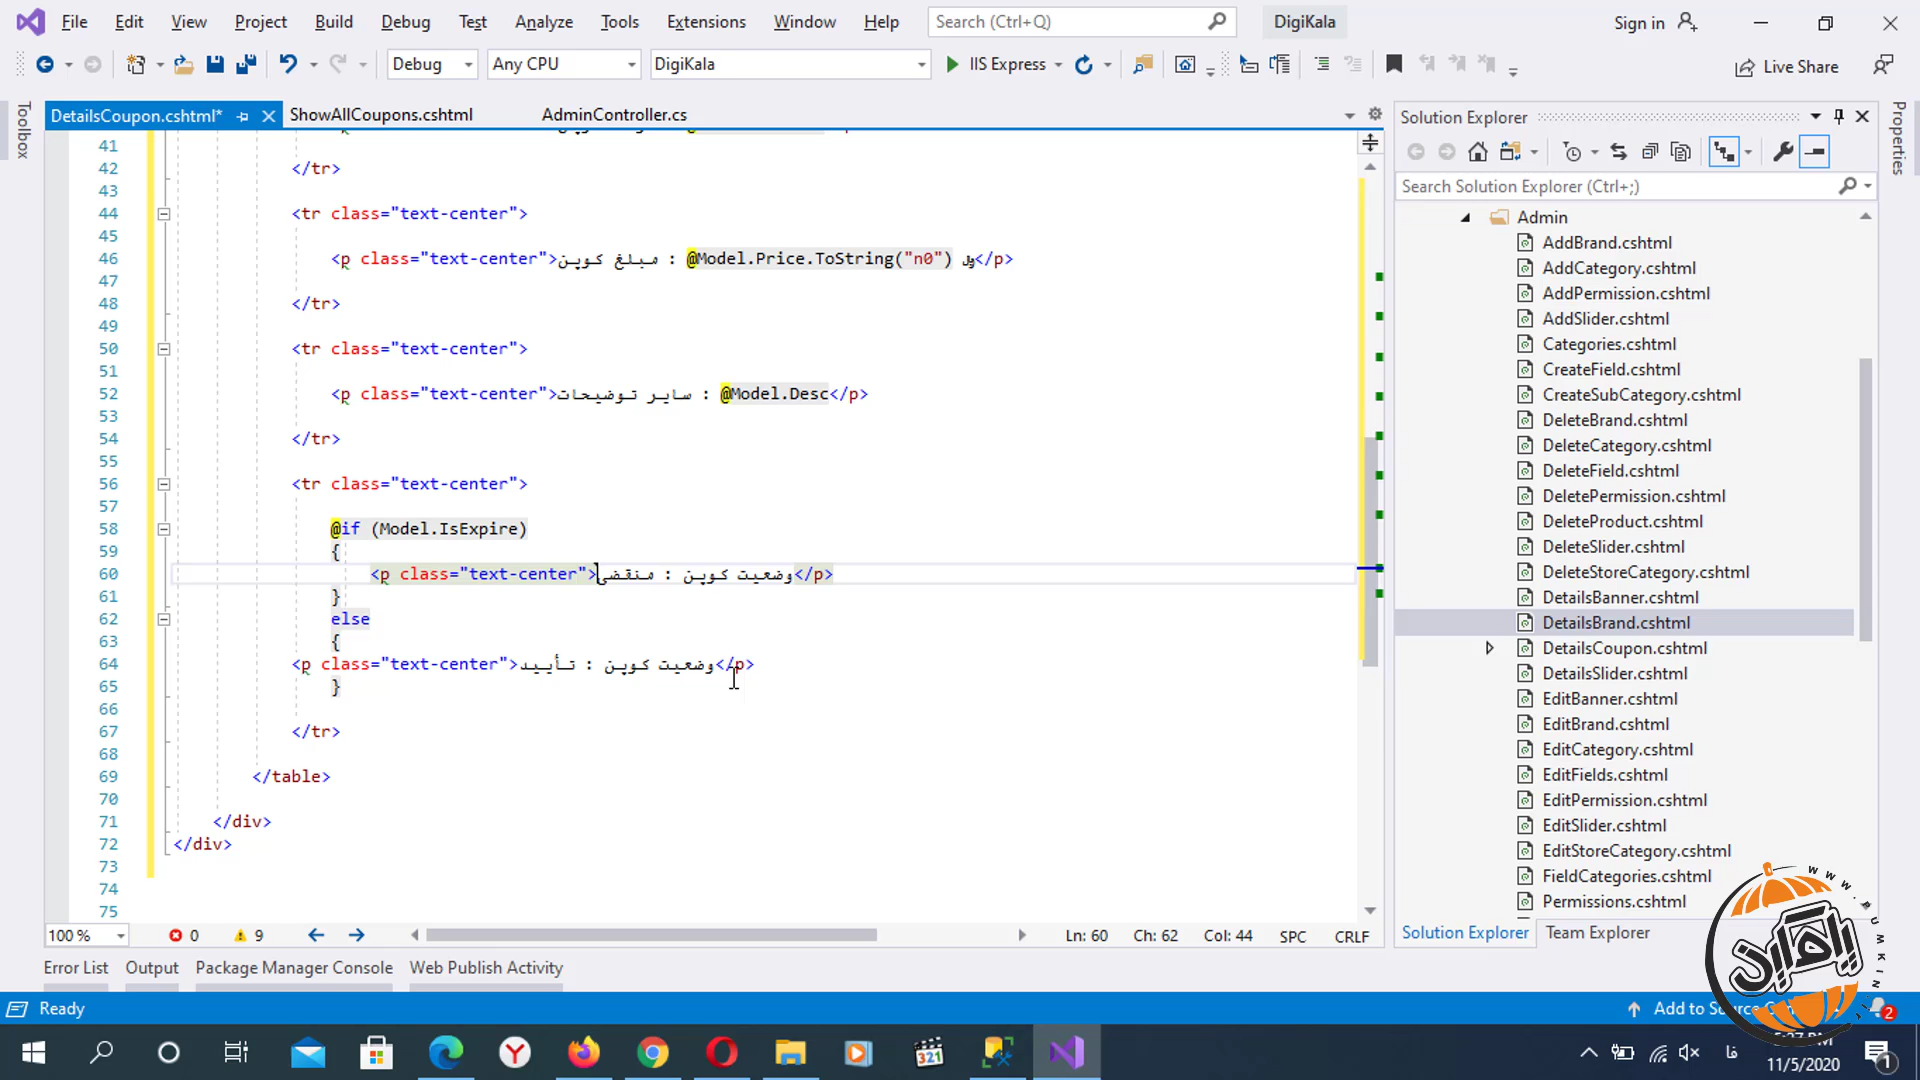 File Edit View Project Build Debug Test Analyze Tools Extensions Window Help Search (Ctrl+Q) DigiKala Sign in
Debug Any CPU DigiKala IIS Express Live Share
Toolbox
DetailsCoupon.cshtml* ShowAllCoupons.cshtml AdminController.cs
Solution Explorer
Properties
Search Solution Explorer (Ctrl+;)
41
42 </tr>
43
44 <tr class="text-center">
45
46 <p class="text-center">مبلغ کوپن : @Model.Price.ToString("n0") </p>
47
48 </tr>
49
50 <tr class="text-center">
51
52 <p class="text-center">سایر توضیحات : @Model.Desc</p>
53
54 </tr>
55
56 <tr class="text-center">
57
58 @if (Model.IsExpire)
59 {
60 <p class="text-center">وضعیت کوپن : منقضی</p>
61 }
62 else
63 {
64 <p class="text-center">وضعیت کوپن : تأیید</p>
65 }
66
67 </tr>
68
69 </table>
70
71 </div>
72 </div>
73
74
75
Admin
AddBrand.cshtml
AddCategory.cshtml
AddPermission.cshtml
AddSlider.cshtml
Categories.cshtml
CreateField.cshtml
CreateSubCategory.cshtml
DeleteBrand.cshtml
DeleteCategory.cshtml
DeleteField.cshtml
DeletePermission.cshtml
DeleteProduct.cshtml
DeleteSlider.cshtml
DeleteStoreCategory.cshtml
DetailsBanner.cshtml
DetailsBrand.cshtml
DetailsCoupon.cshtml
DetailsSlider.cshtml
EditBanner.cshtml
EditBrand.cshtml
EditCategory.cshtml
EditFields.cshtml
EditPermission.cshtml
EditSlider.cshtml
EditStoreCategory.cshtml
FieldCategories.cshtml
Permissions.cshtml
100 % 0 9 Ln: 60 Ch: 62 Col: 44 SPC CRLF
Solution Explorer Team Explorer
Error List Output Package Manager Console Web Publish Activity
Ready Add to Source 2
321
فا
11/5/2020
1